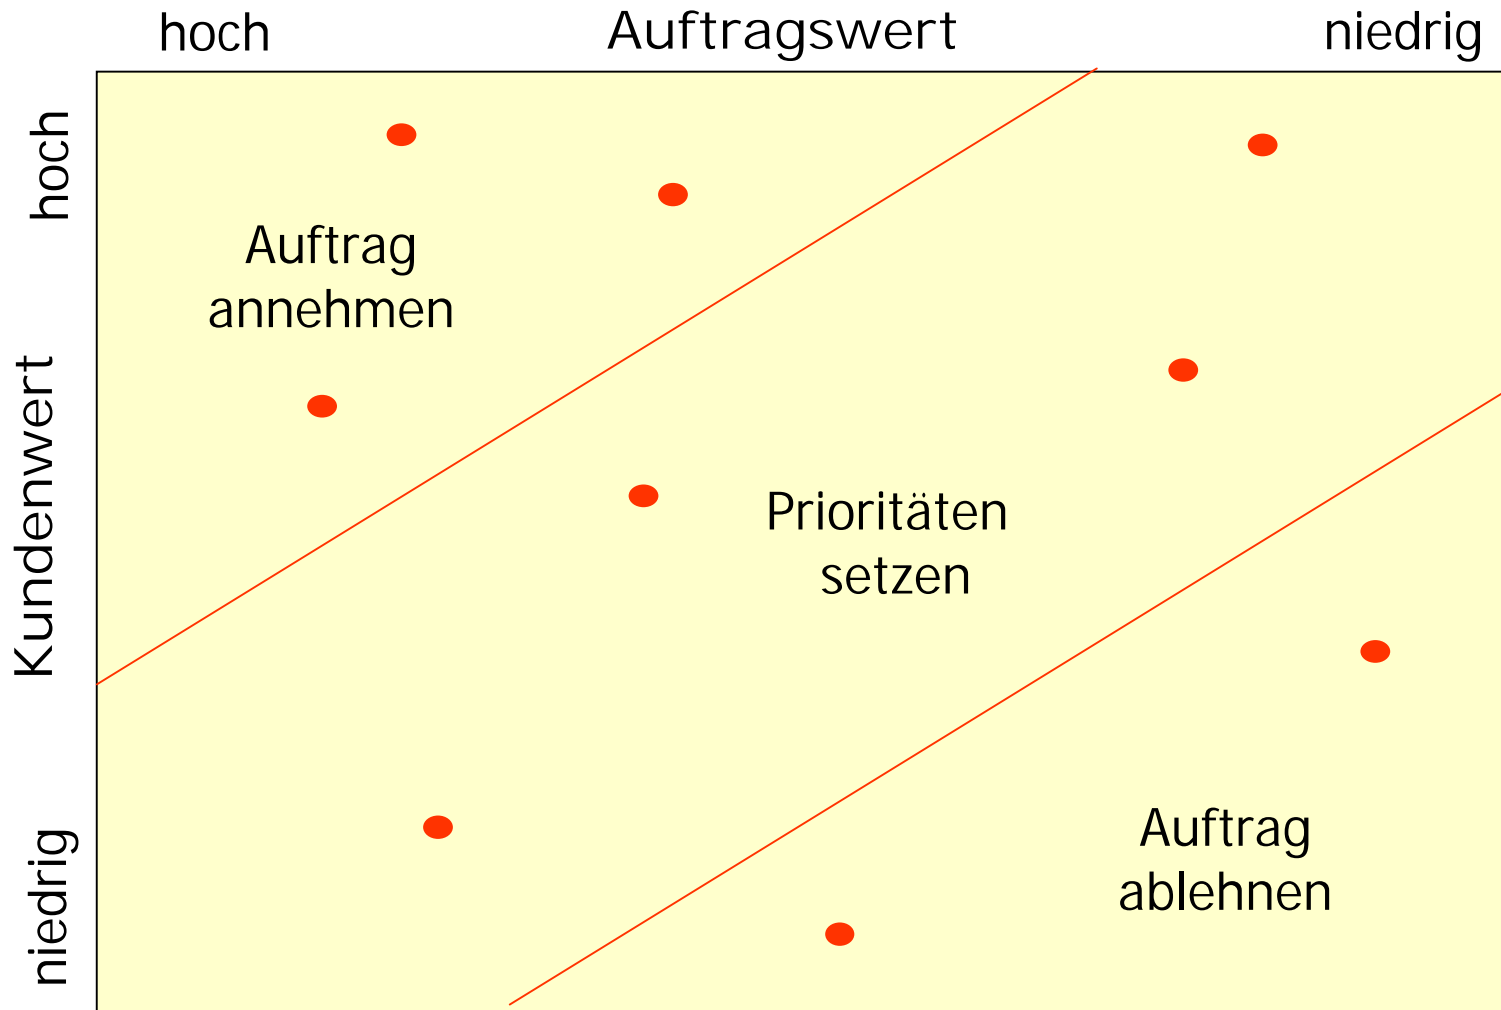 hoch Auftragswert niedrig
hoch
Kundenwert
niedrig
Auftrag
annehmen
Prioritäten
setzen
Auftrag
ablehnen